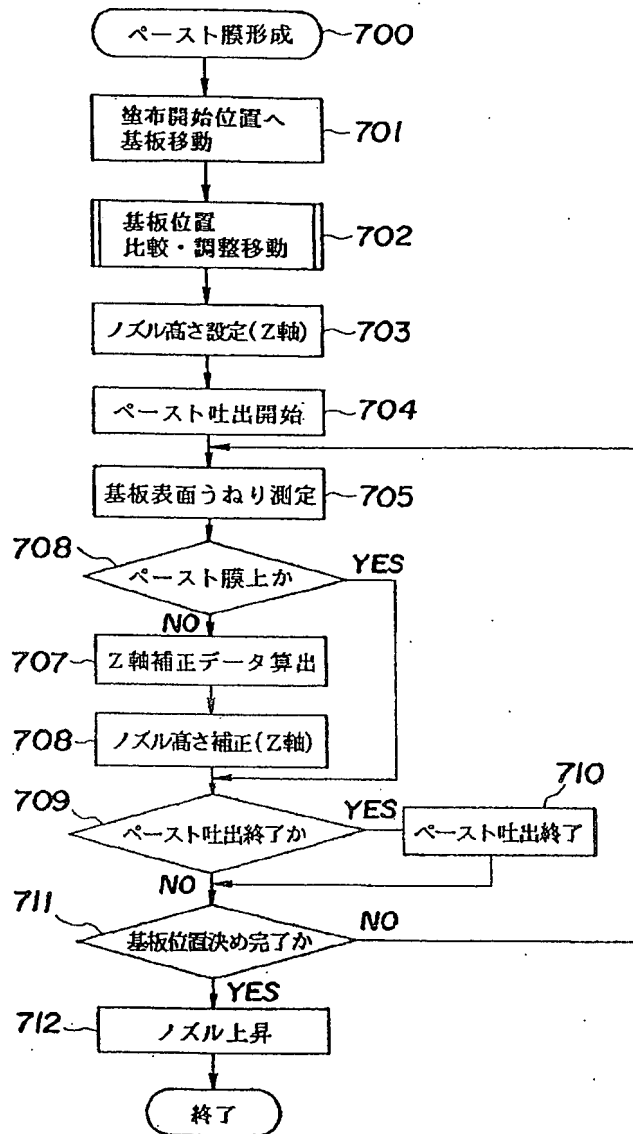 ペースト膜形成
700
塗布開始位置へ
基板移動
701
基板位置
比較・調整移動
702
ノズル高さ設定(Z軸)
703
ペースト吐出開始
704
基板表面うねり測定
705
708
ペースト膜上か
YES
NO
707
Z軸補正データ算出
708
ノズル高さ補正(Z軸)
709
ペースト吐出終了か
YES
710
ペースト吐出終了
NO
711
基板位置決め完了か
NO
YES
712
ノズル上昇
終了